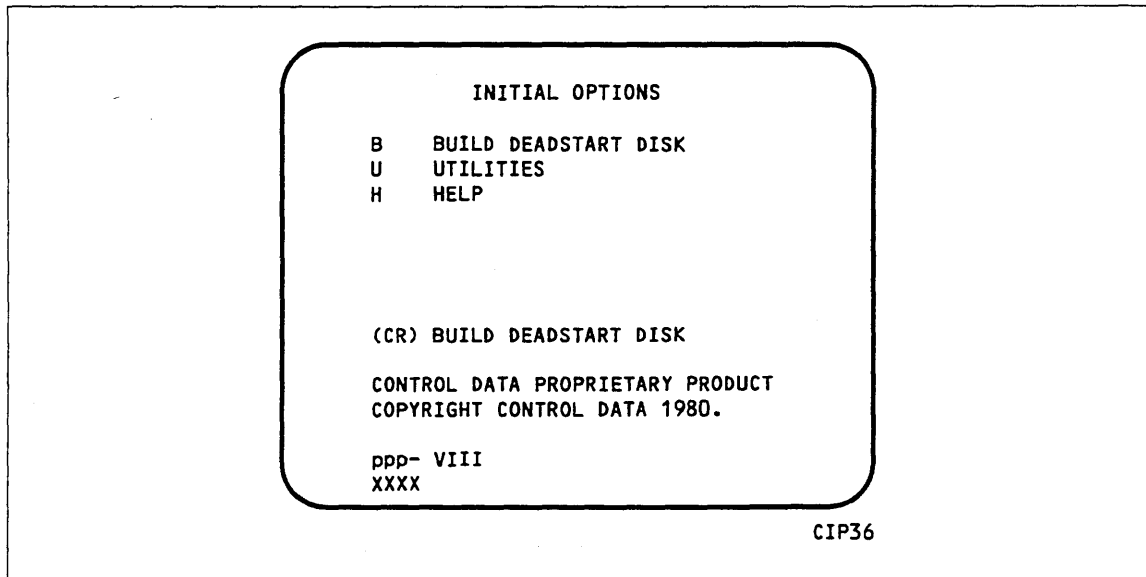 INITIAL OPTIONS
B BUILD DEADSTART DISK
U UTILITIES
H HELP
(CR) BUILD DEADSTART DISK
CONTROL DATA PROPRIETARY PRODUCT
COPYRIGHT CONTROL DATA 1980.
ppp- VIII
XXXX
CIP36